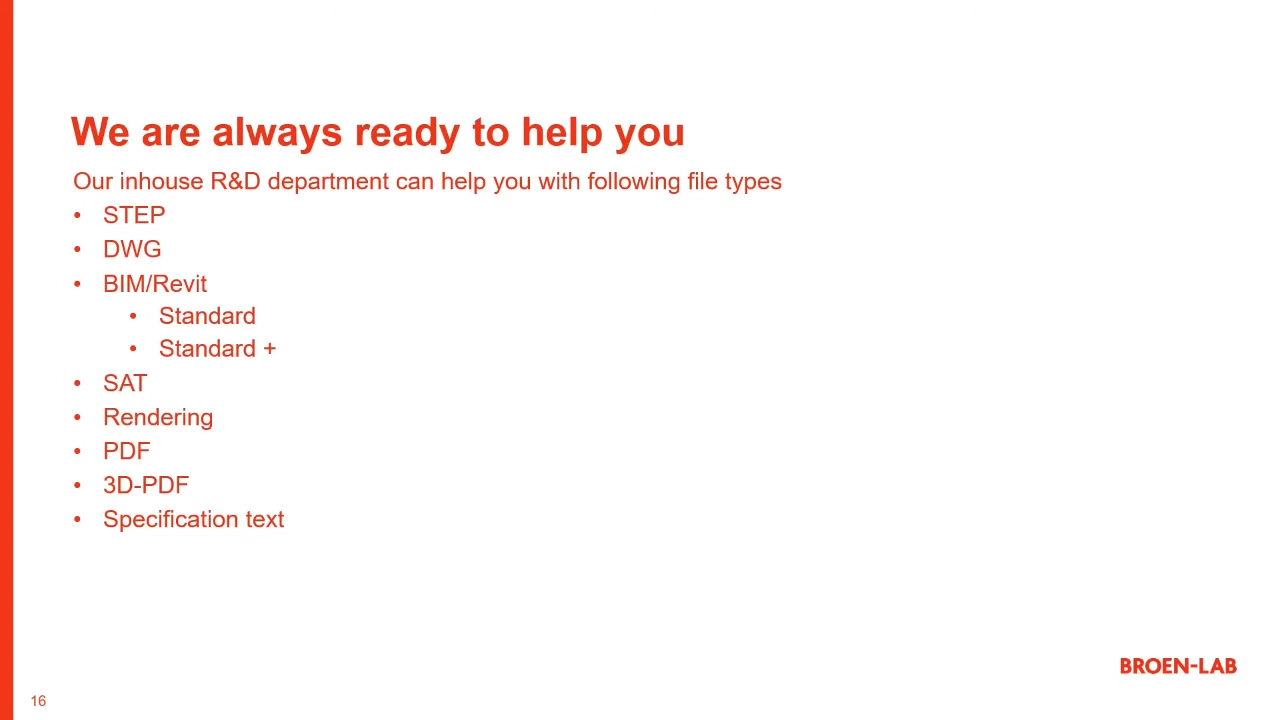 We are always ready to help you
Our inhouse R&D department can help you with following file types
• STEP
• DWG
• BIM/Revit
• Standard
• Standard +
• SAT
• Rendering
• PDF
• 3D-PDF
• Specification text
BROEN-LAB
16